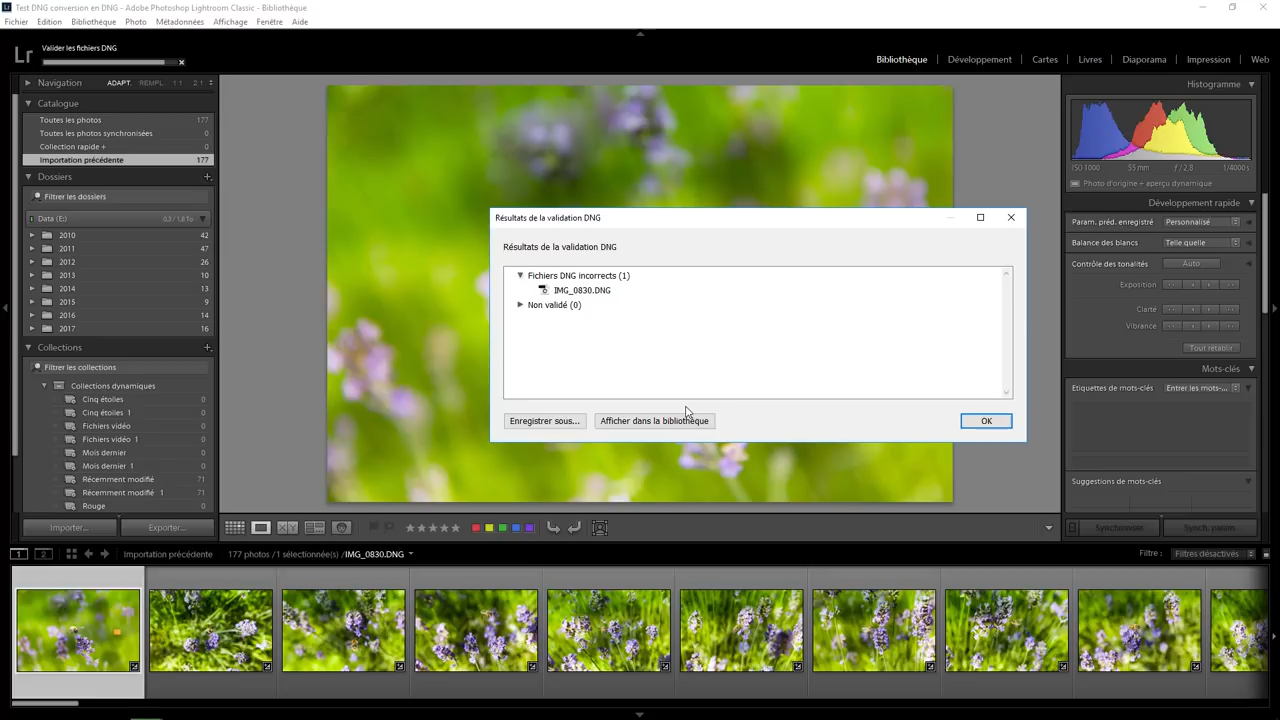 Test DNG conversion en DNG - Adobe Photoshop Lightroom Classic - Bibliothèque
Fichier Edition Bibliothèque Photo Métadonnées Affichage Fenêtre Aide
Lr
Valider les fichiers DNG
Bibliothèque Développement Cartes Livres Diaporama Impression Web
Navigation ADAPT. REMPL. 1:1 2:1
Catalogue
Toutes les photos 177
Toutes les photos synchronisées 0
Collection rapide + 0
Importation précédente 177
Dossiers +
Filtrer les dossiers
Data (E:) 0,3 / 1,8 To
2010 42
2011 47
2012 26
2013 10
2014 13
2015 9
2016 14
2017 16
Collections +
Filtrer les collections
Collections dynamiques
Cinq étoiles 0
Cinq étoiles 1 0
Fichiers vidéo 0
Fichiers vidéo 1 0
Mois dernier 0
Mois dernier 1 0
Récemment modifié 71
Récemment modifié 1 71
Rouge 0
Importer... Exporter...
Résultats de la validation DNG
Résultats de la validation DNG
Fichiers DNG incorrects (1)
IMG_0830.DNG
Non validé (0)
Enregistrer sous... Afficher dans la bibliothèque OK
Histogramme
ISO 1000 55 mm f / 2,8 1/4000s
Photo d'origine + aperçu dynamique
Développement rapide
Param. préd. enregistré Personnalisé
Balance des blancs Telle quelle
Contrôle des tonalités Auto
Exposition
Clarté
Vibrance
Tout rétablir
Mots-clés
Etiquettes de mots-clés Entrer les mots-...
Suggestions de mots-clés
Synchroniser Synch. param.
XY
1 2 Importation précédente 177 photos /1 sélectionnée(s) /IMG_0830.DNG Filtre : Filtres désactivés